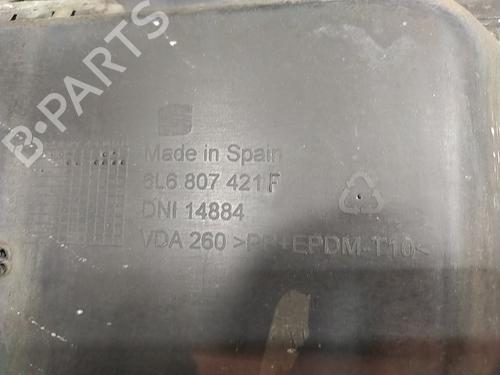 B-PARTS
Made in Spain
6L6 807 421 F
DNI 14884
VDA 260 >PP+EPDM-T10<